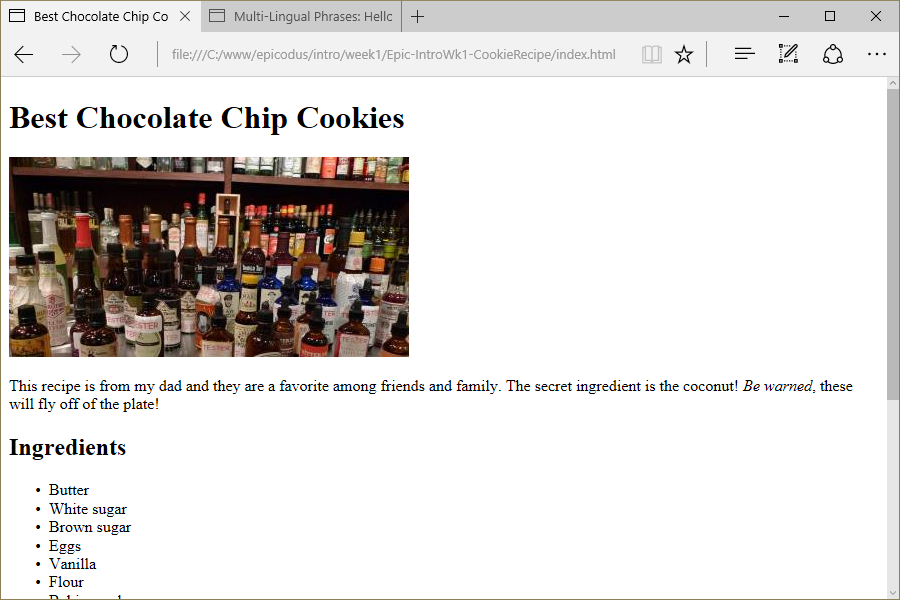 Best Chocolate Chip Co
Multi-Lingual Phrases: Hellc
file:///C:/www/epicodus/intro/week1/Epic-IntroWk1-CookieRecipe/index.html
Best Chocolate Chip Cookies
TESTER
TESTER
TESTER
This recipe is from my dad and they are a favorite among friends and family. The secret ingredient is the coconut! Be warned, these
will fly off of the plate!
Ingredients
• Butter
• White sugar
• Brown sugar
• Eggs
• Vanilla
• Flour